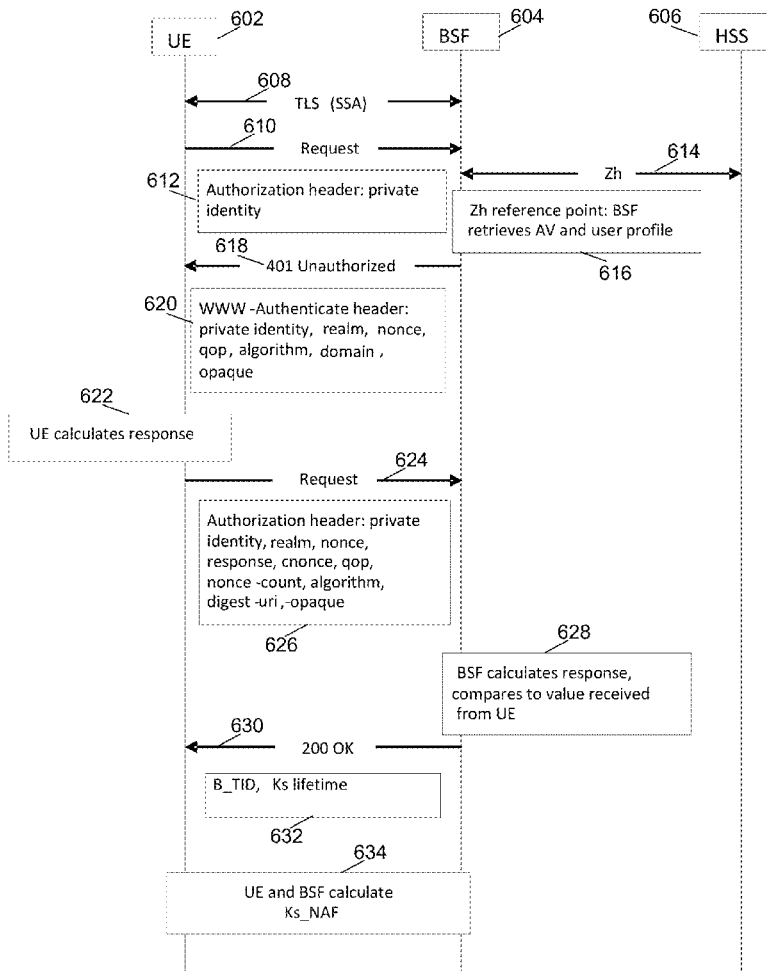 602
604
606
UE
BSF
HSS
608
TLS (SSA)
610
Request
614
Zh
612
Authorization header: private
identity
Zh reference point: BSF
retrieves AV and user profile
616
618
401 Unauthorized
620
WWW -Authenticate header:
private identity, realm, nonce,
qop, algorithm, domain ,
opaque
622
UE calculates response
624
Request
Authorization header: private
identity, realm, nonce,
response, cnonce, qop,
nonce -count, algorithm,
digest -uri ,-opaque
626
628
BSF calculates response,
compares to value received
from UE
630
200 OK
B_TID, Ks lifetime
632
634
UE and BSF calculate
Ks_NAF